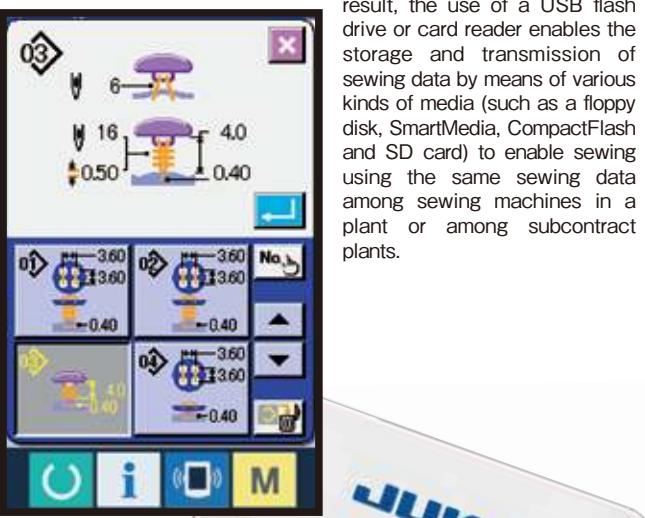 result, the use of a USB flash
drive or card reader enables the
storage and transmission of
sewing data by means of various
kinds of media (such as a floppy
disk, SmartMedia, CompactFlash
and SD card) to enable sewing
using the same sewing data
among sewing machines in a
plant or among subcontract
plants.
03
6
16
4.0
0.50
0.40
01
3.60
3.60
0.40
02
3.60
3.60
0.40
No.
03
4.0
0.40
04
3.60
3.60
0.40
i
M